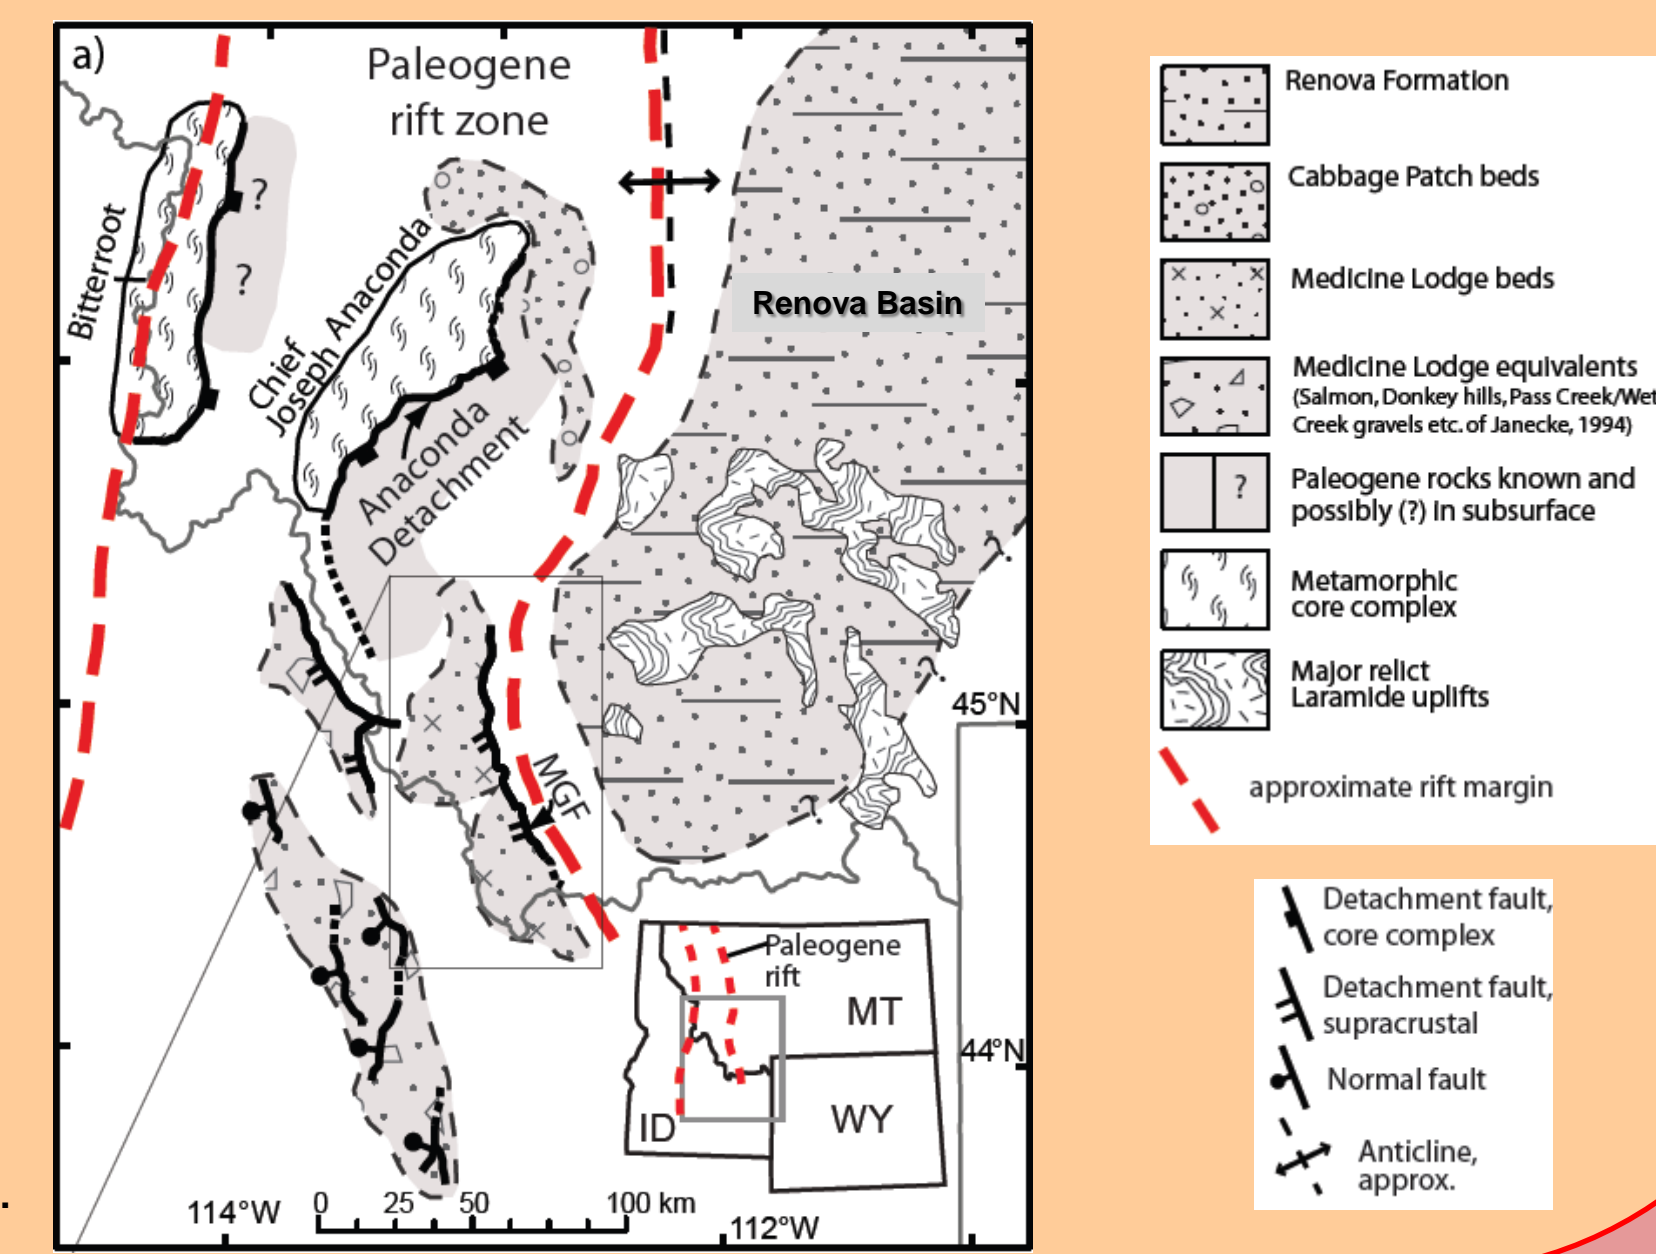 a)
Paleogene
rift zone
?
?
Bitterroot
Chief
Joseph Anaconda
Anaconda
Detachment
Renova Basin
MGF
?
?
?
45°N
44°N
114°W
112°W
0 25 50 100 km
Paleogene
rift
MT
ID
WY
Renova Formation
Cabbage Patch beds
Medicine Lodge beds
Medicine Lodge equivalents
(Salmon, Donkey hills, Pass Creek/Wet
Creek gravels etc. of Janecke, 1994)
?
Paleogene rocks known and
possibly (?) in subsurface
Metamorphic
core complex
Major relict
Laramide uplifts
approximate rift margin
Detachment fault,
core complex
Detachment fault,
supracrustal
Normal fault
Anticline,
approx.
.